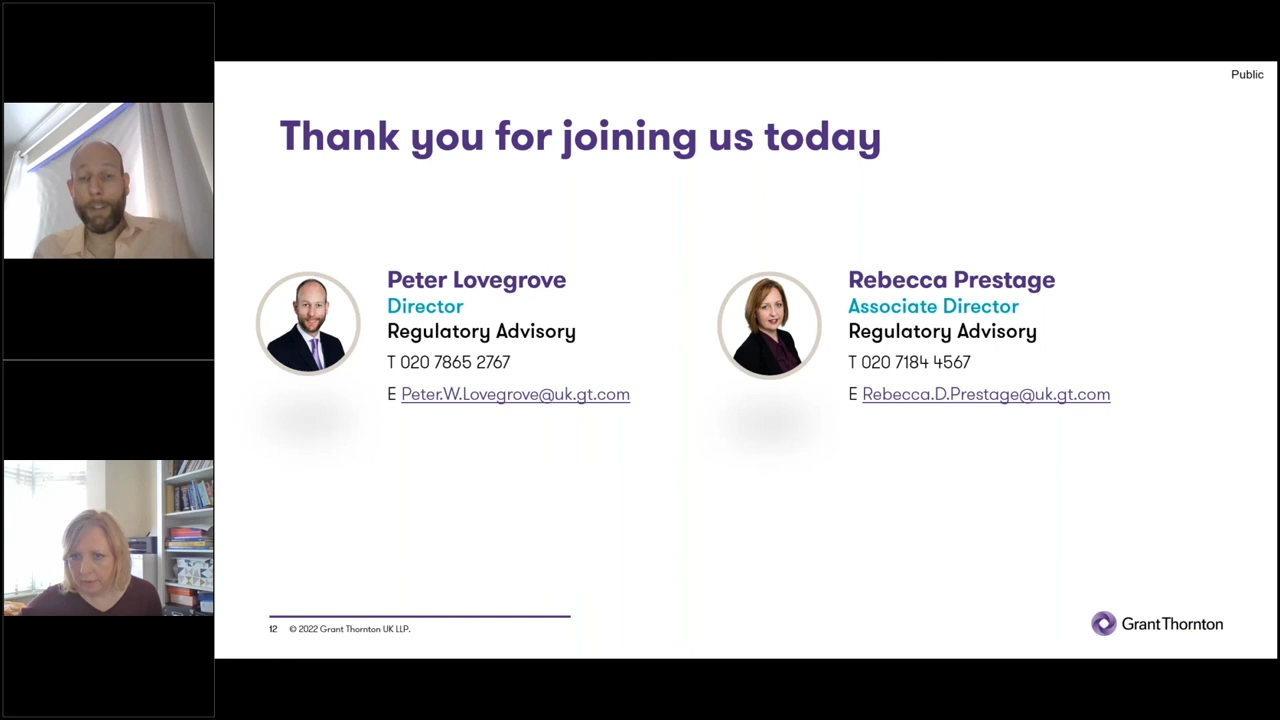 Public
Thank you for joining us today
Peter Lovegrove
Director
Regulatory Advisory
T 020 7865 2767
E Peter.W.Lovegrove@uk.gt.com
Rebecca Prestage
Associate Director
Regulatory Advisory
T 020 7184 4567
E Rebecca.D.Prestage@uk.gt.com
12 © 2022 Grant Thornton UK LLP.
Grant Thornton